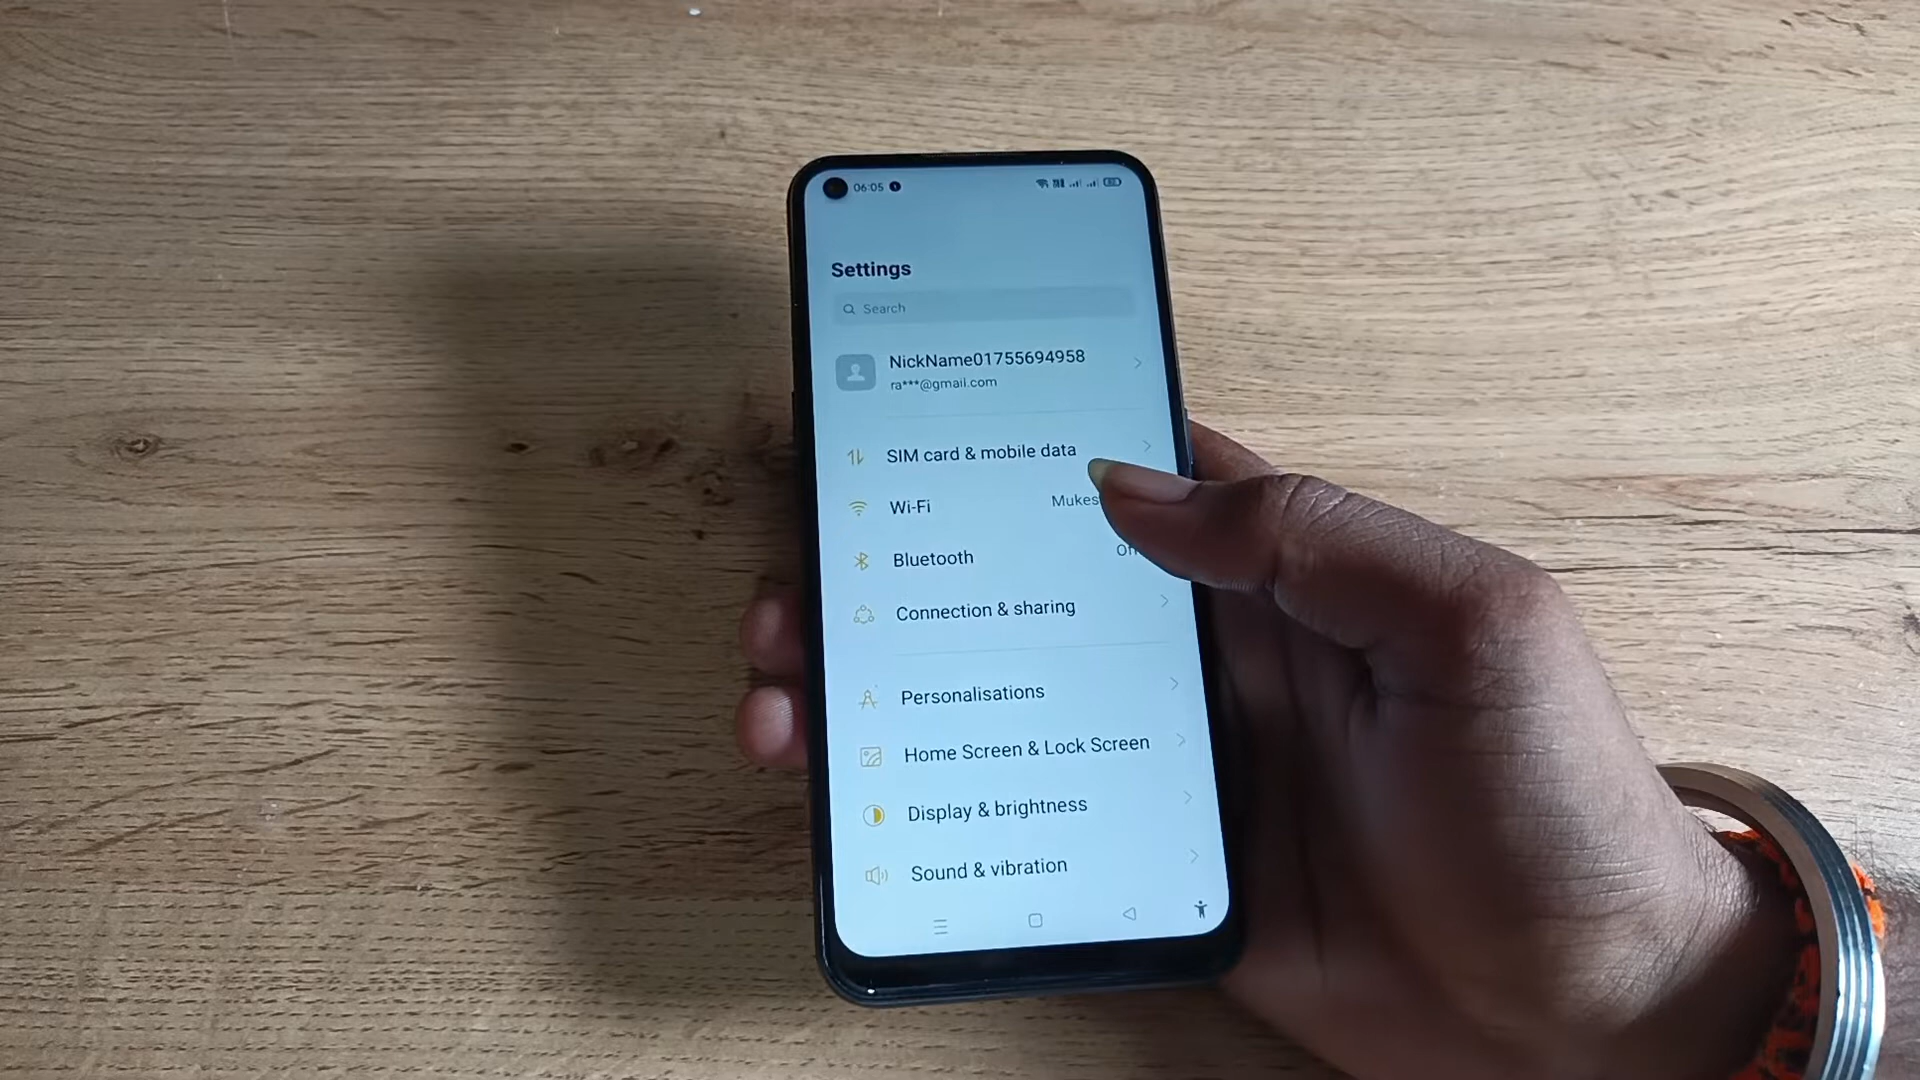 06:05
Settings
Search
NickName01755694958
ra***@gmail.com
SIM card & mobile data
Wi-Fi Mukes
Bluetooth
Connection & sharing
Personalisations
Home Screen & Lock Screen
Display & brightness
Sound & vibration